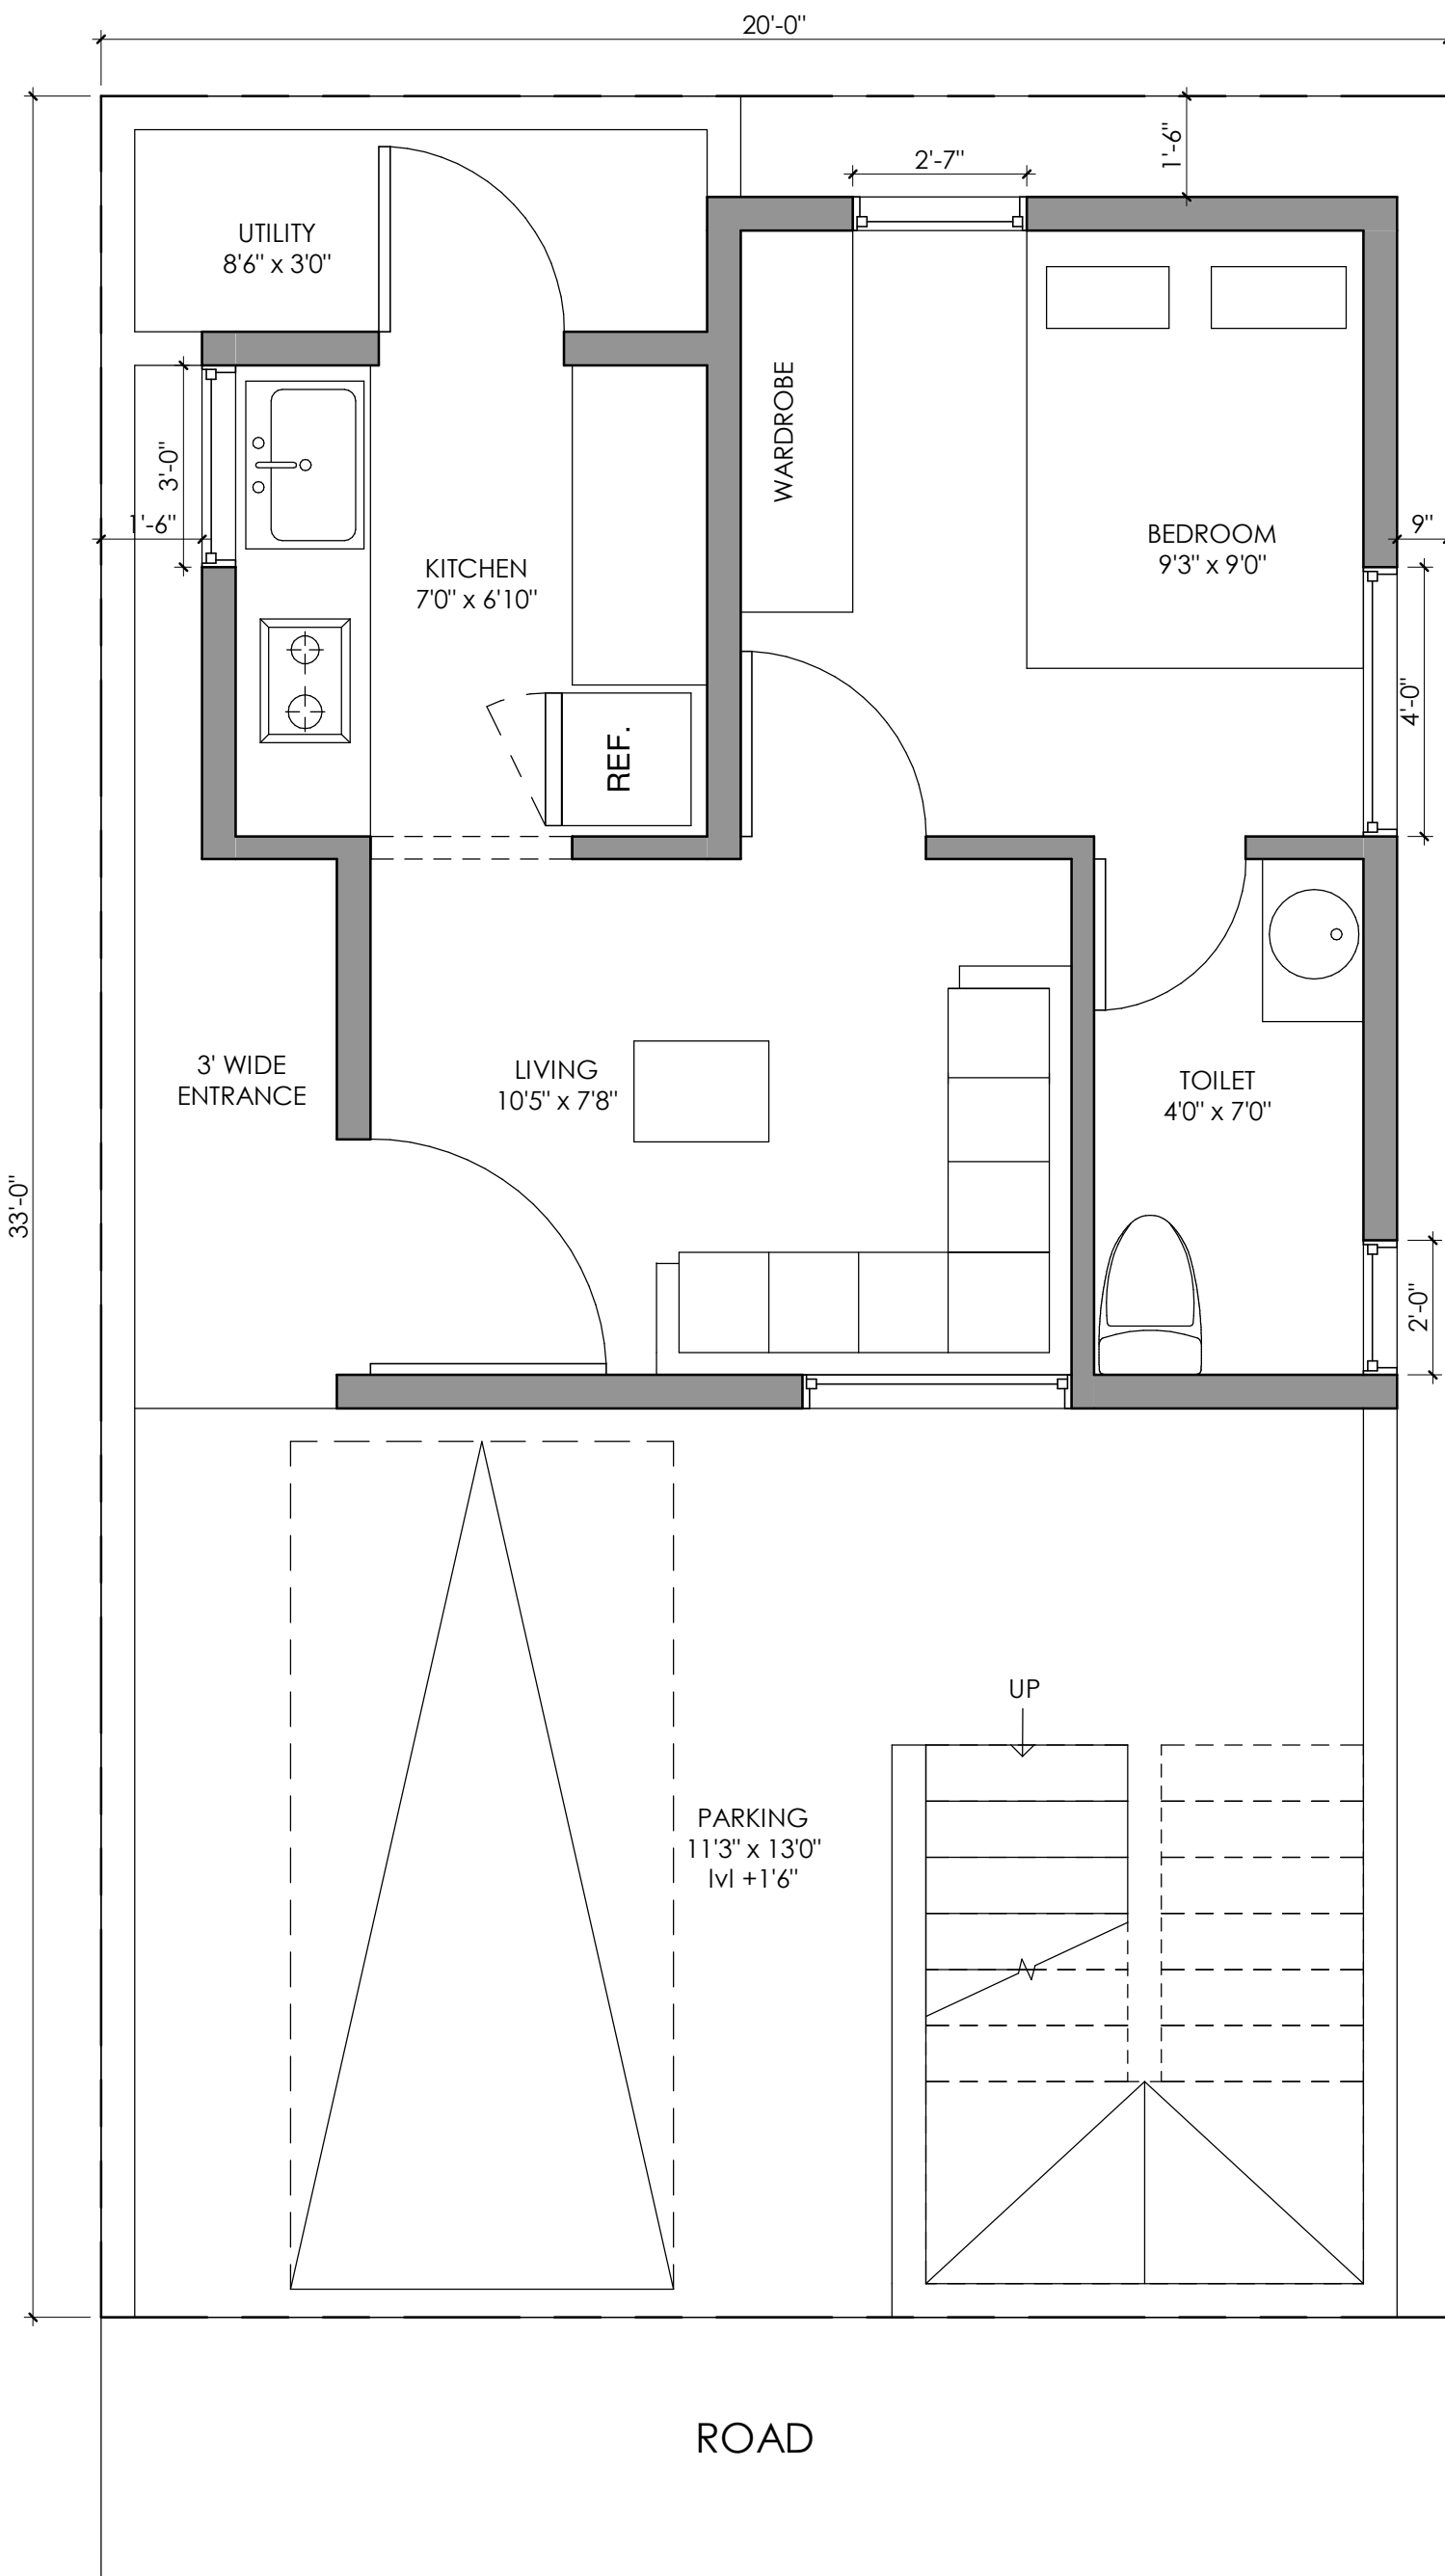 20'-0"
1'-6"
2'-7"
UTILITY
8'6" x 3'0"
WARDROBE
3'-0"
1'-6"
9"
BEDROOM
9'3" x 9'0"
KITCHEN
7'0" x 6'10"
4'-0"
REF.
3' WIDE
ENTRANCE
LIVING
10'5" x 7'8"
TOILET
4'0" x 7'0"
33'-0"
2'-0"
UP
PARKING
11'3" x 13'0"
lvl +1'6"
ROAD